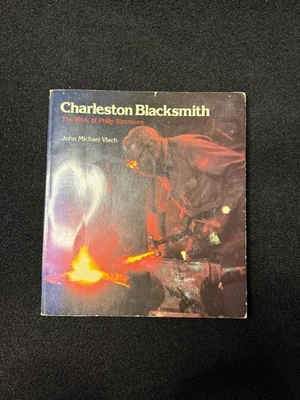 Charleston Blacksmith
The Work of Philip Simmons
John Michael Vlach